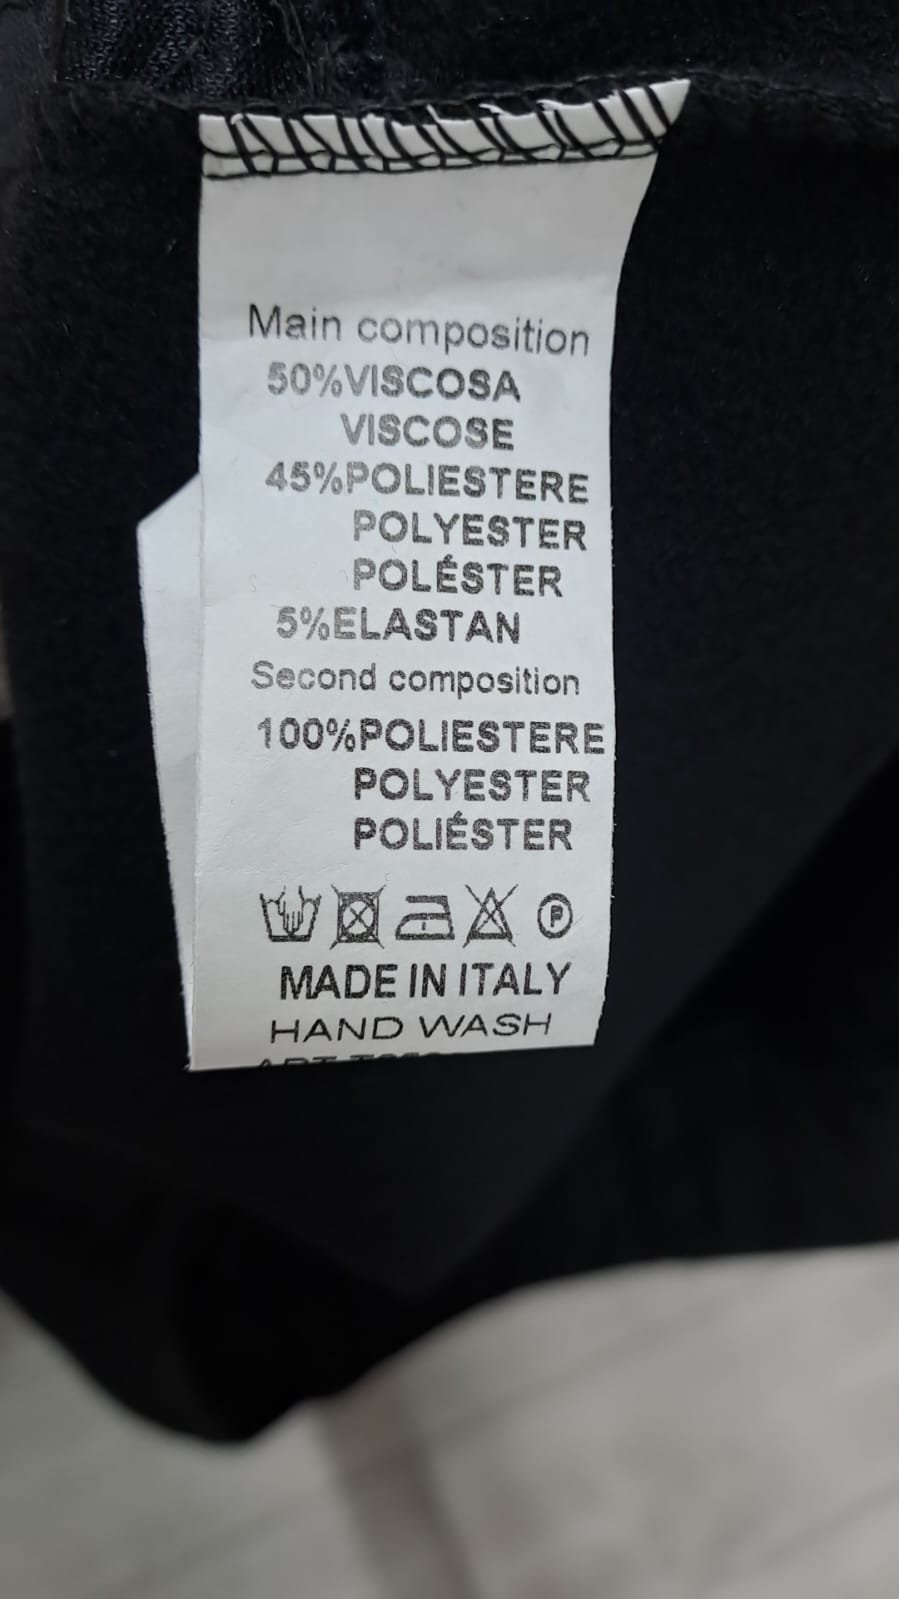 Main composition
50%VISCOSA
VISCOSE
45%POLIESTERE
POLYESTER
POLÉSTER
5%ELASTAN
Second composition
100%POLIESTERE
POLYESTER
POLIÉSTER
P
MADE IN ITALY
HAND WASH